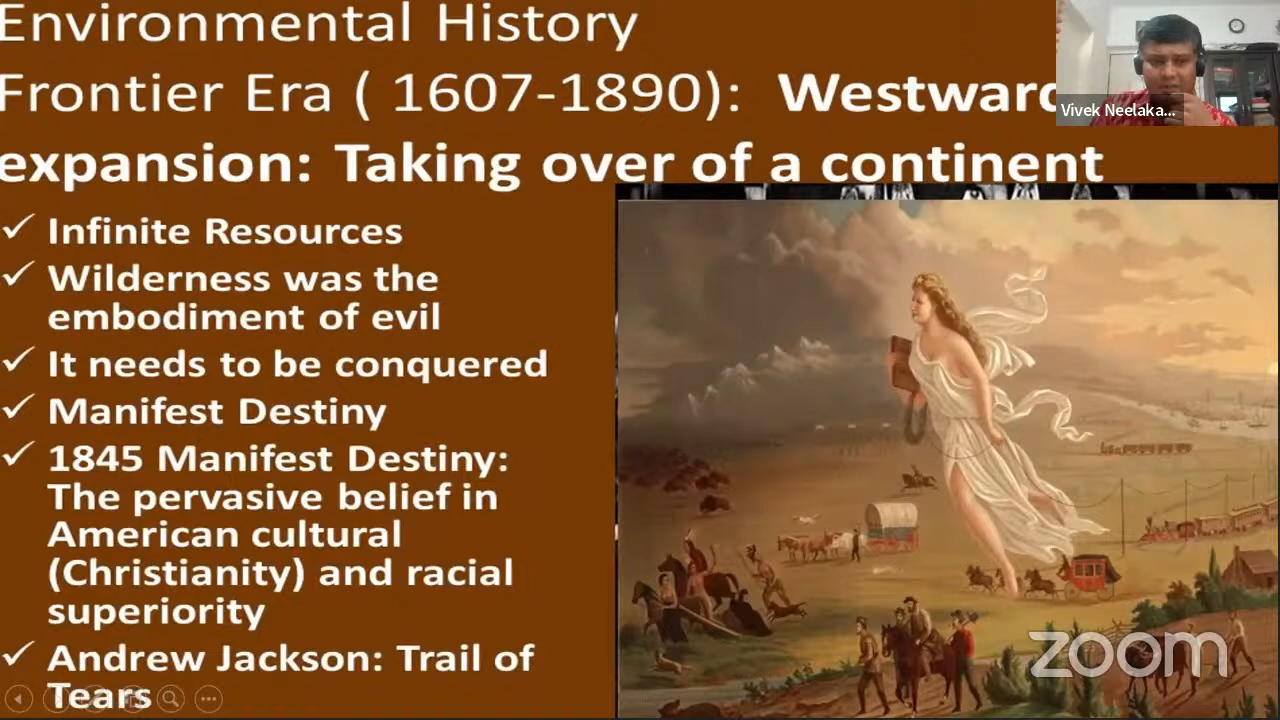 Environmental History
Frontier Era ( 1607-1890): Westward
expansion: Taking over of a continent
Vivek Neelaka...
Infinite Resources
Wilderness was the
embodiment of evil
It needs to be conquered
Manifest Destiny
1845 Manifest Destiny:
The pervasive belief in
American cultural
(Christianity) and racial
superiority
Andrew Jackson: Trail of
Tears
zoom